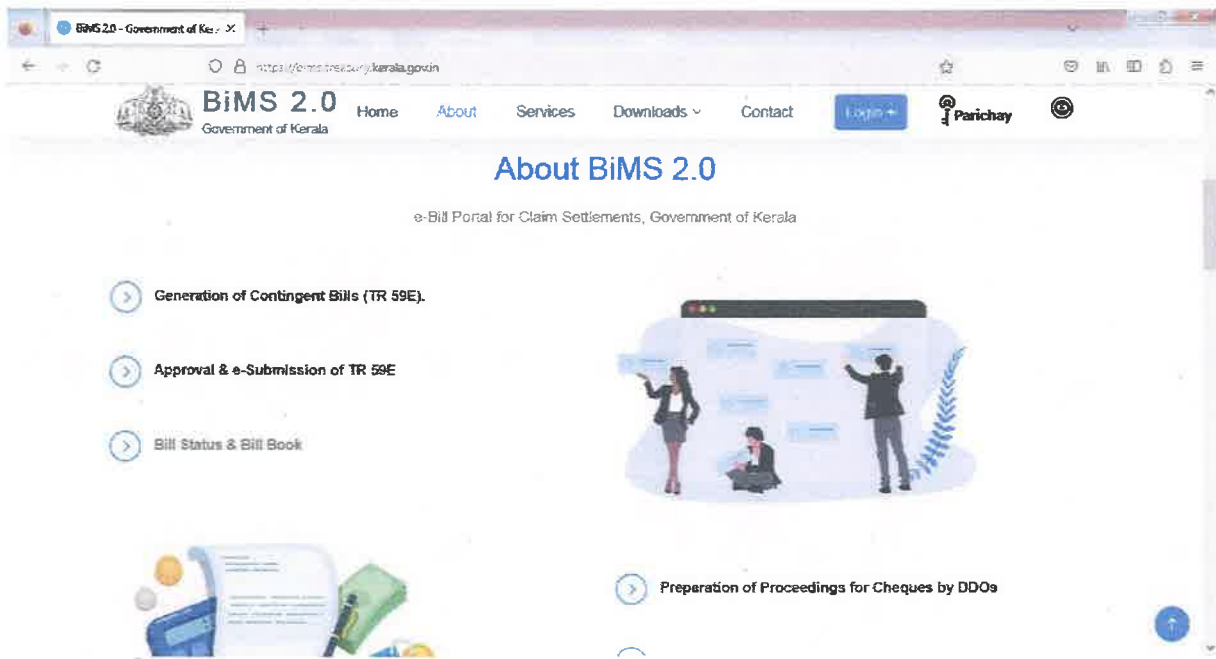 BiMS 2.0 - Government of Ke
kerala.gov.in
BiMS 2.0
Government of Kerala
Home About Services Downloads Contact Login Parichay
About BiMS 2.0
e-Bill Portal for Claim Settlements, Government of Kerala
Generation of Contingent Bills (TR 59E).
Approval & e-Submission of TR 59E
Bill Status & Bill Book
Preparation of Proceedings for Cheques by DDOs